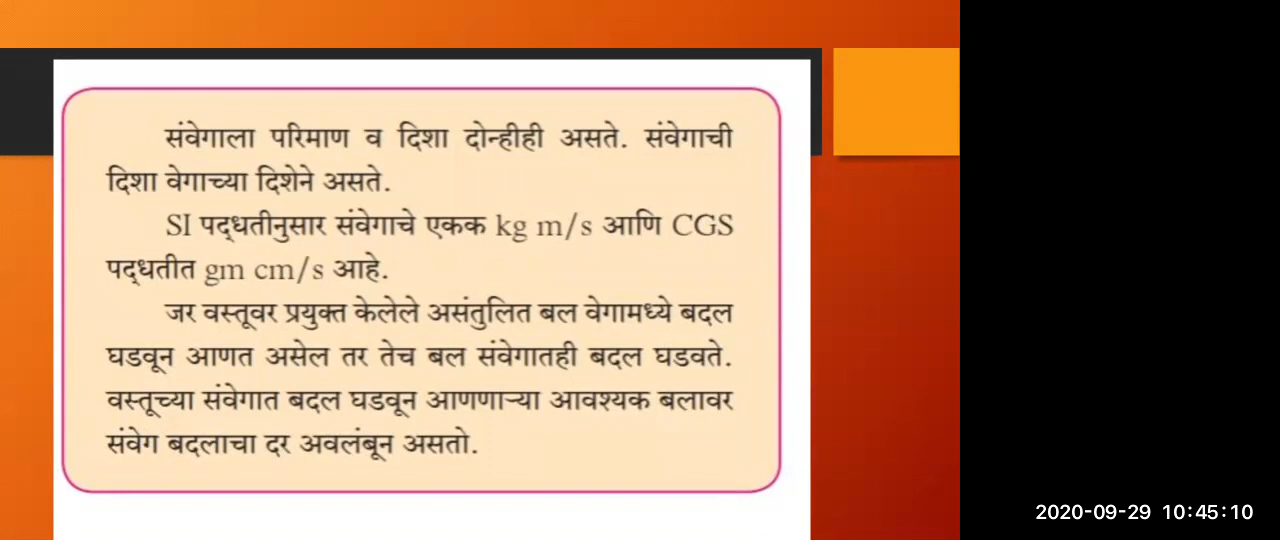 संवेगाला परिमाण व दिशा दोन्हीही असते. संवेगाची
दिशा वेगाच्या दिशेने असते.
SI पद्धतीनुसार संवेगाचे एकक kg m/s आणि CGS
पद्धतीत gm cm/s आहे.
जर वस्तूवर प्रयुक्त केलेले असंतुलित बल वेगामध्ये बदल
घडवून आणत असेल तर तेच बल संवेगातही बदल घडवते.
वस्तूच्या संवेगात बदल घडवून आणणाऱ्या आवश्यक बलावर
संवेग बदलाचा दर अवलंबून असतो.
2020-09-29 10:45:10